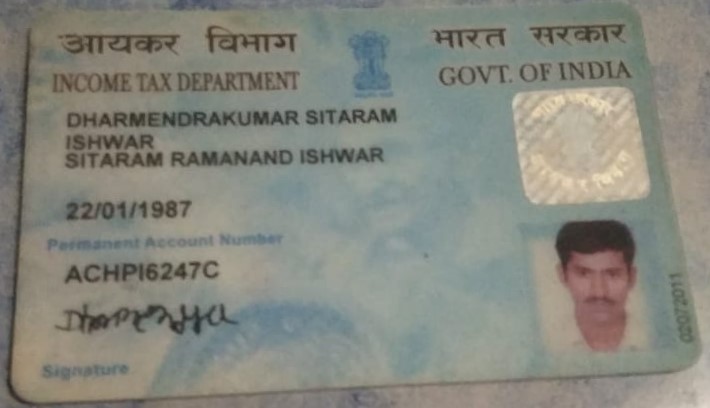 आयकर विभाग
भारत सरकार
INCOME TAX DEPARTMENT
GOVT. OF INDIA
DHARMENDRAKUMAR SITARAM
ISHWAR
SITARAM RAMANAND ISHWAR
22/01/1987
Permanent Account Number
ACHPI6247C
Signature
02072011